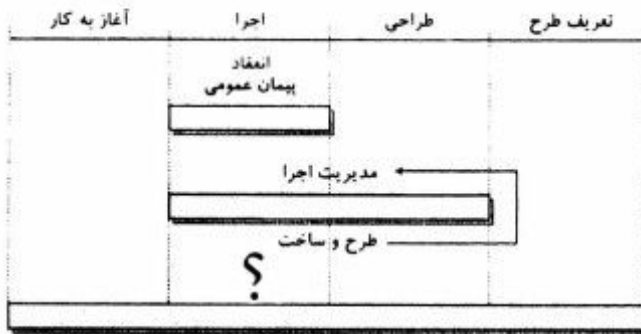 تعریف طرح طراحی اجرا آغاز به کار
انعقاد
پیمان عمومی
مدیریت اجرا
طرح و ساخت
؟